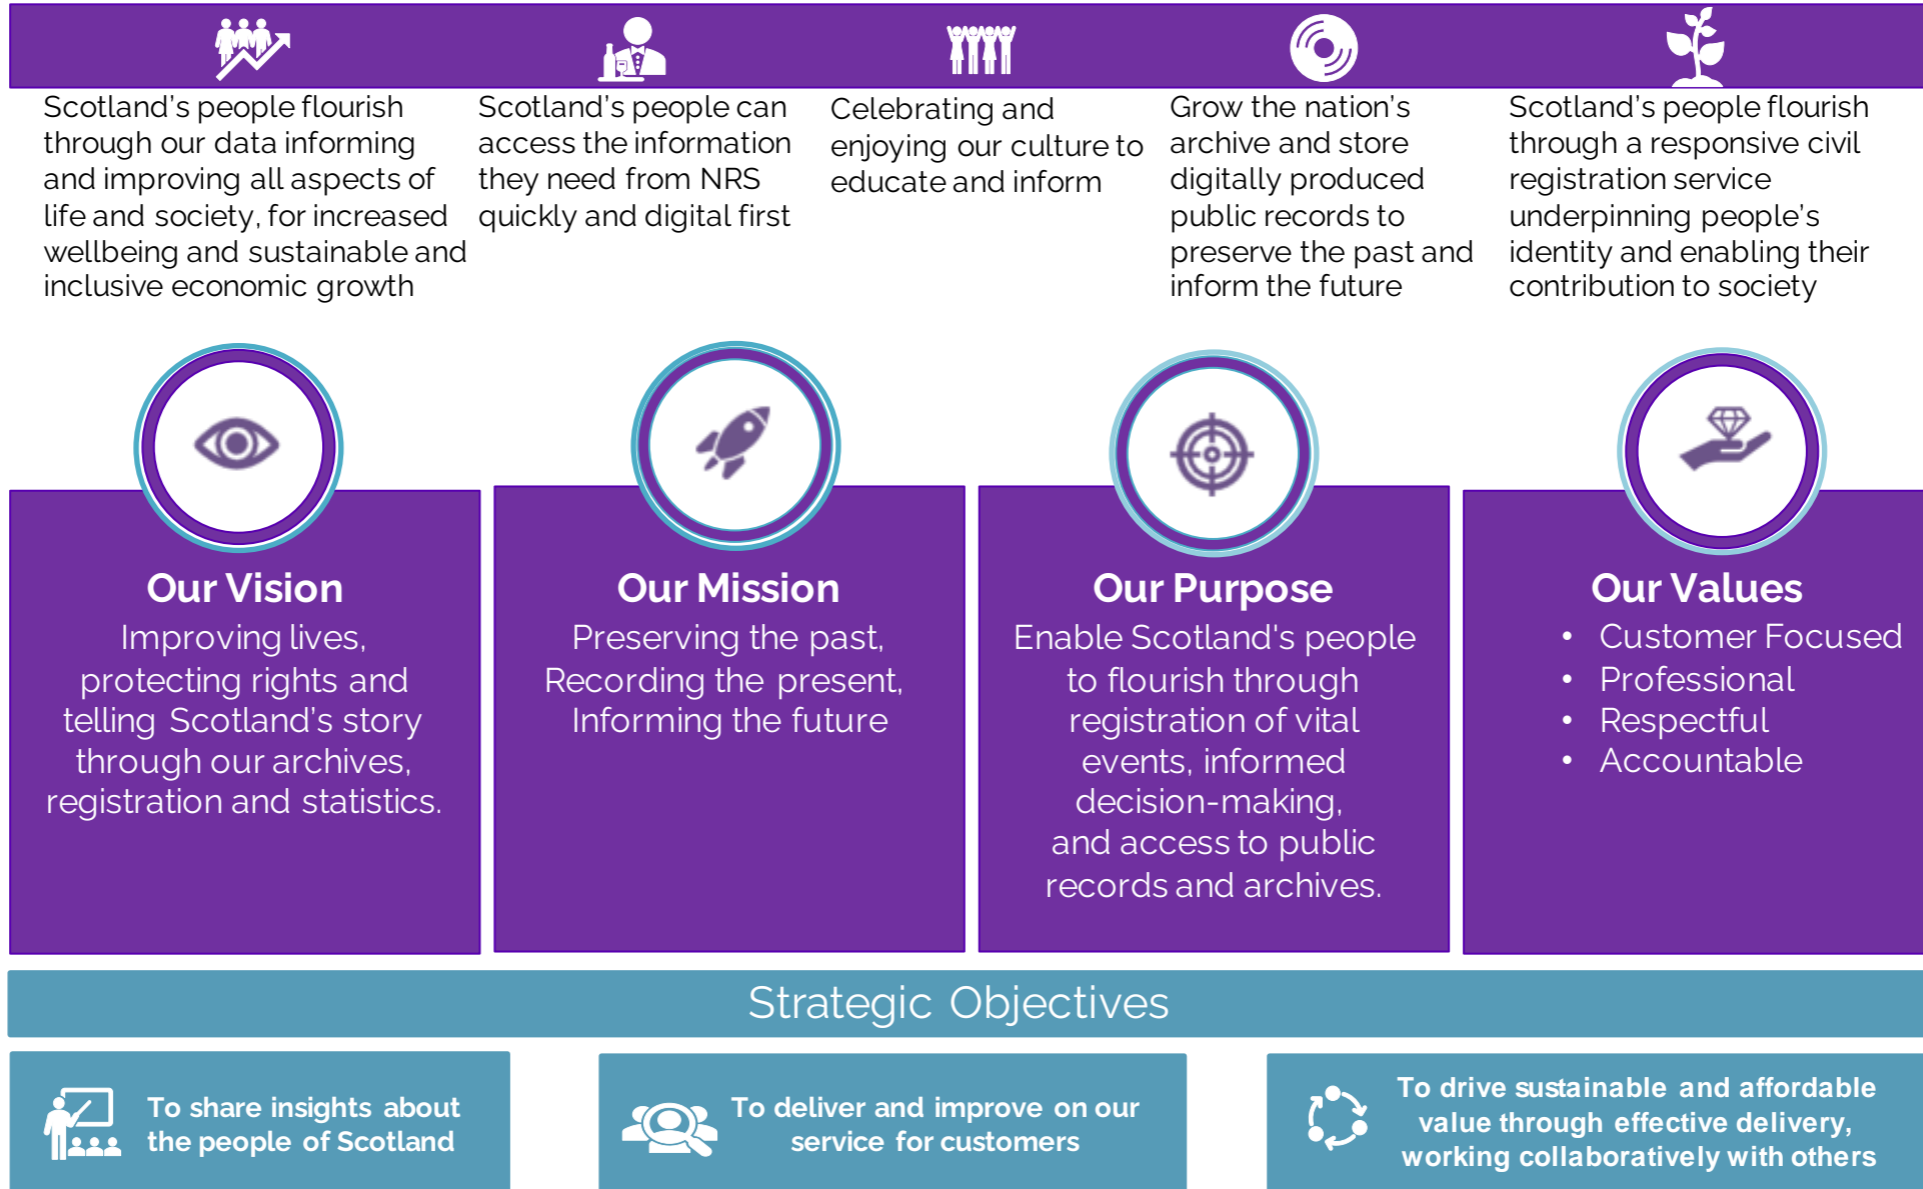 Scotland’s people flourish
through our data informing
and improving all aspects of
life and society, for increased
wellbeing and sustainable and
inclusive economic growth
Scotland’s people can
access the information
they need from NRS
quickly and digital first
Celebrating and
enjoying our culture to
educate and inform
Grow the nation’s
archive and store
digitally produced
public records to
preserve the past and
inform the future
Scotland’s people flourish
through a responsive civil
registration service
underpinning people’s
identity and enabling their
contribution to society
Our Vision
Improving lives,
protecting rights and
telling Scotland’s story
through our archives,
registration and statistics.
Our Mission
Preserving the past,
Recording the present,
Informing the future
Our Purpose
Enable Scotland's people
to flourish through
registration of vital
events, informed
decision-making,
and access to public
records and archives.
Our Values
• Customer Focused
• Professional
• Respectful
• Accountable
Strategic Objectives
To share insights about
the people of Scotland
To deliver and improve on our
service for customers
To drive sustainable and affordable
value through effective delivery,
working collaboratively with others